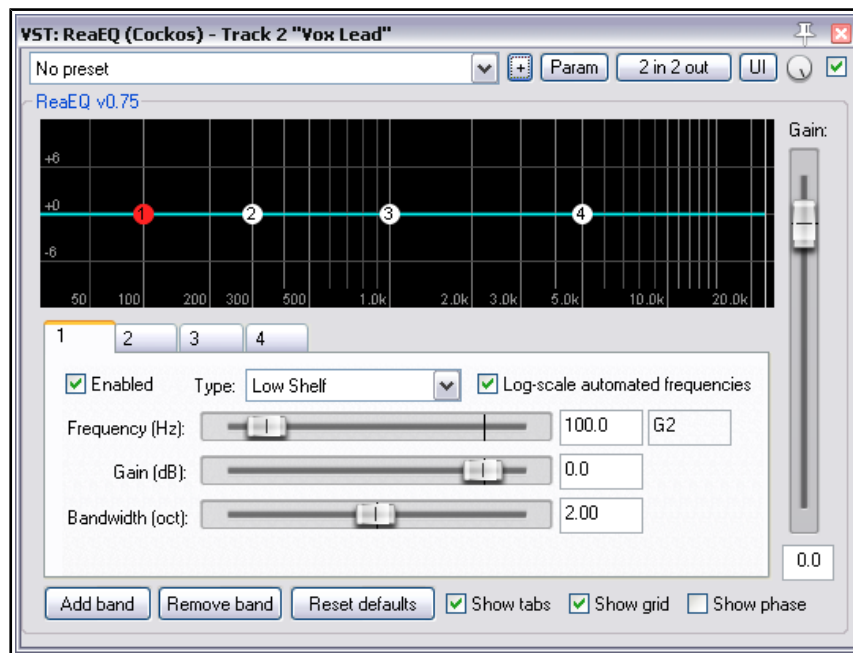 VST: ReaEQ (Cockos) - Track 2 "Vox Lead"
No preset
+ Param 2 in 2 out UI
ReaEQ v0.75
Gain:
+6
+0
-6
1 2 3 4
50 100 200 300 500 1.0k 2.0k 3.0k 5.0k 10.0k 20.0k
1 2 3 4
Enabled Type: Low Shelf Log-scale automated frequencies
Frequency (Hz): 100.0 G2
Gain (dB): 0.0
Bandwidth (oct): 2.00
0.0
Add band Remove band Reset defaults Show tabs Show grid Show phase